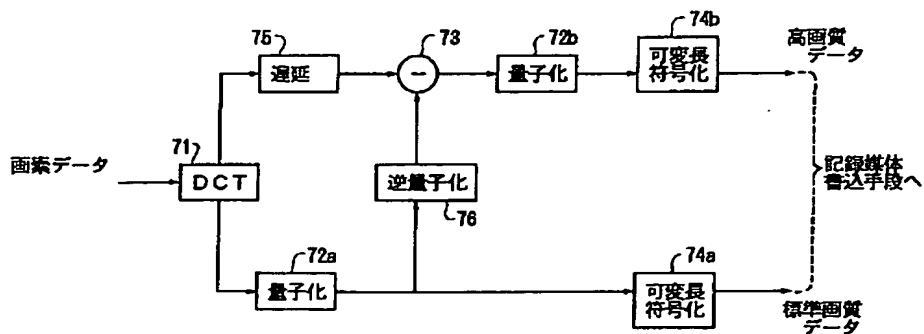 75
遅延
73
−
72b
量子化
74b
可変長
符号化
高画質
データ
画素データ
71
DCT
逆量子化
76
記録媒体
書込手段へ
72a
量子化
74a
可変長
符号化
標準画質
データ